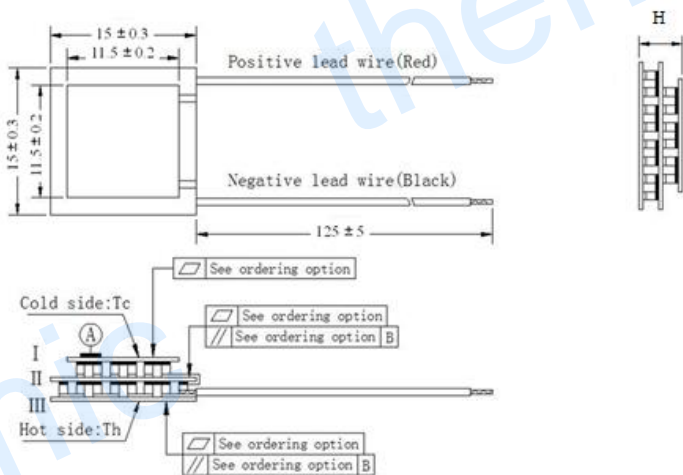 15 ±0.3
11.5 ±0.2
H
Positive lead wire(Red)
15 ±0.3
11.5 ±0.2
Negative lead wire(Black)
125 ±5
⏥ See ordering option
Cold side:Tc
⏥ See ordering option
// See ordering option B
A
I
II
III
Hot side:Th
⏥ See ordering option
// See ordering option B